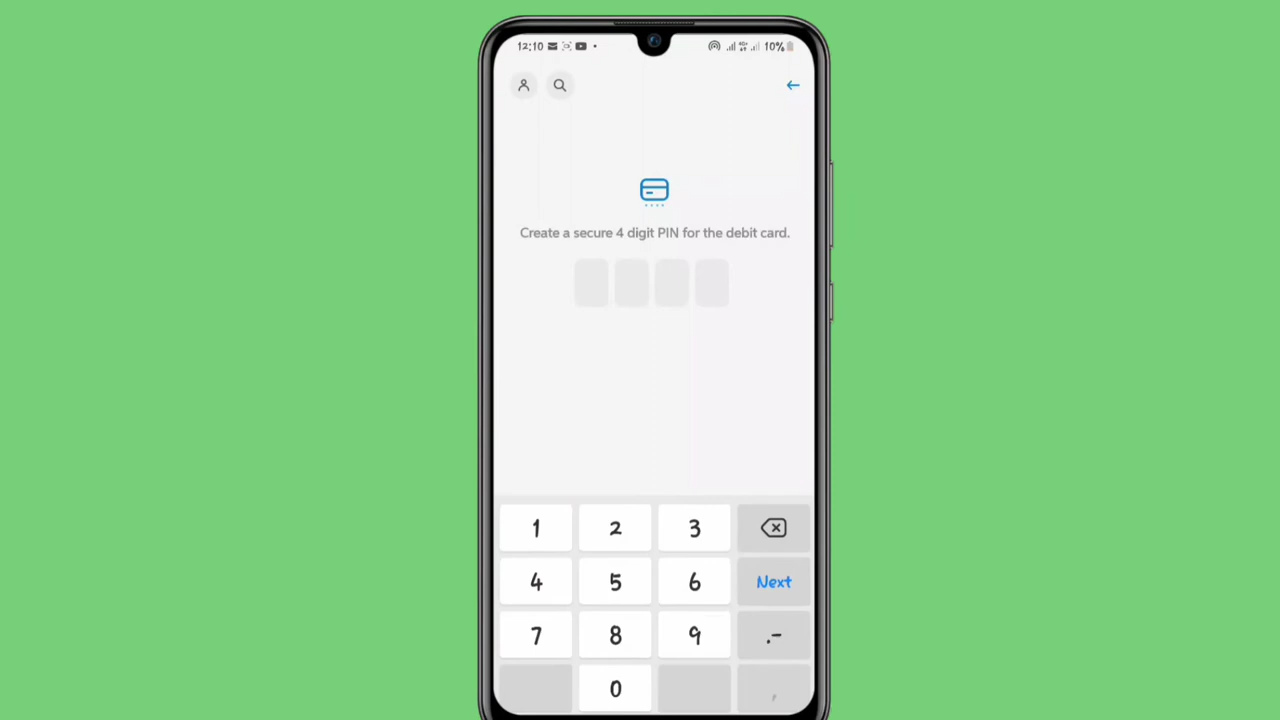 12:10
10%
Create a secure 4 digit PIN for the debit card.
1 2 3
4 5 6 Next
7 8 9 .-
0 ,